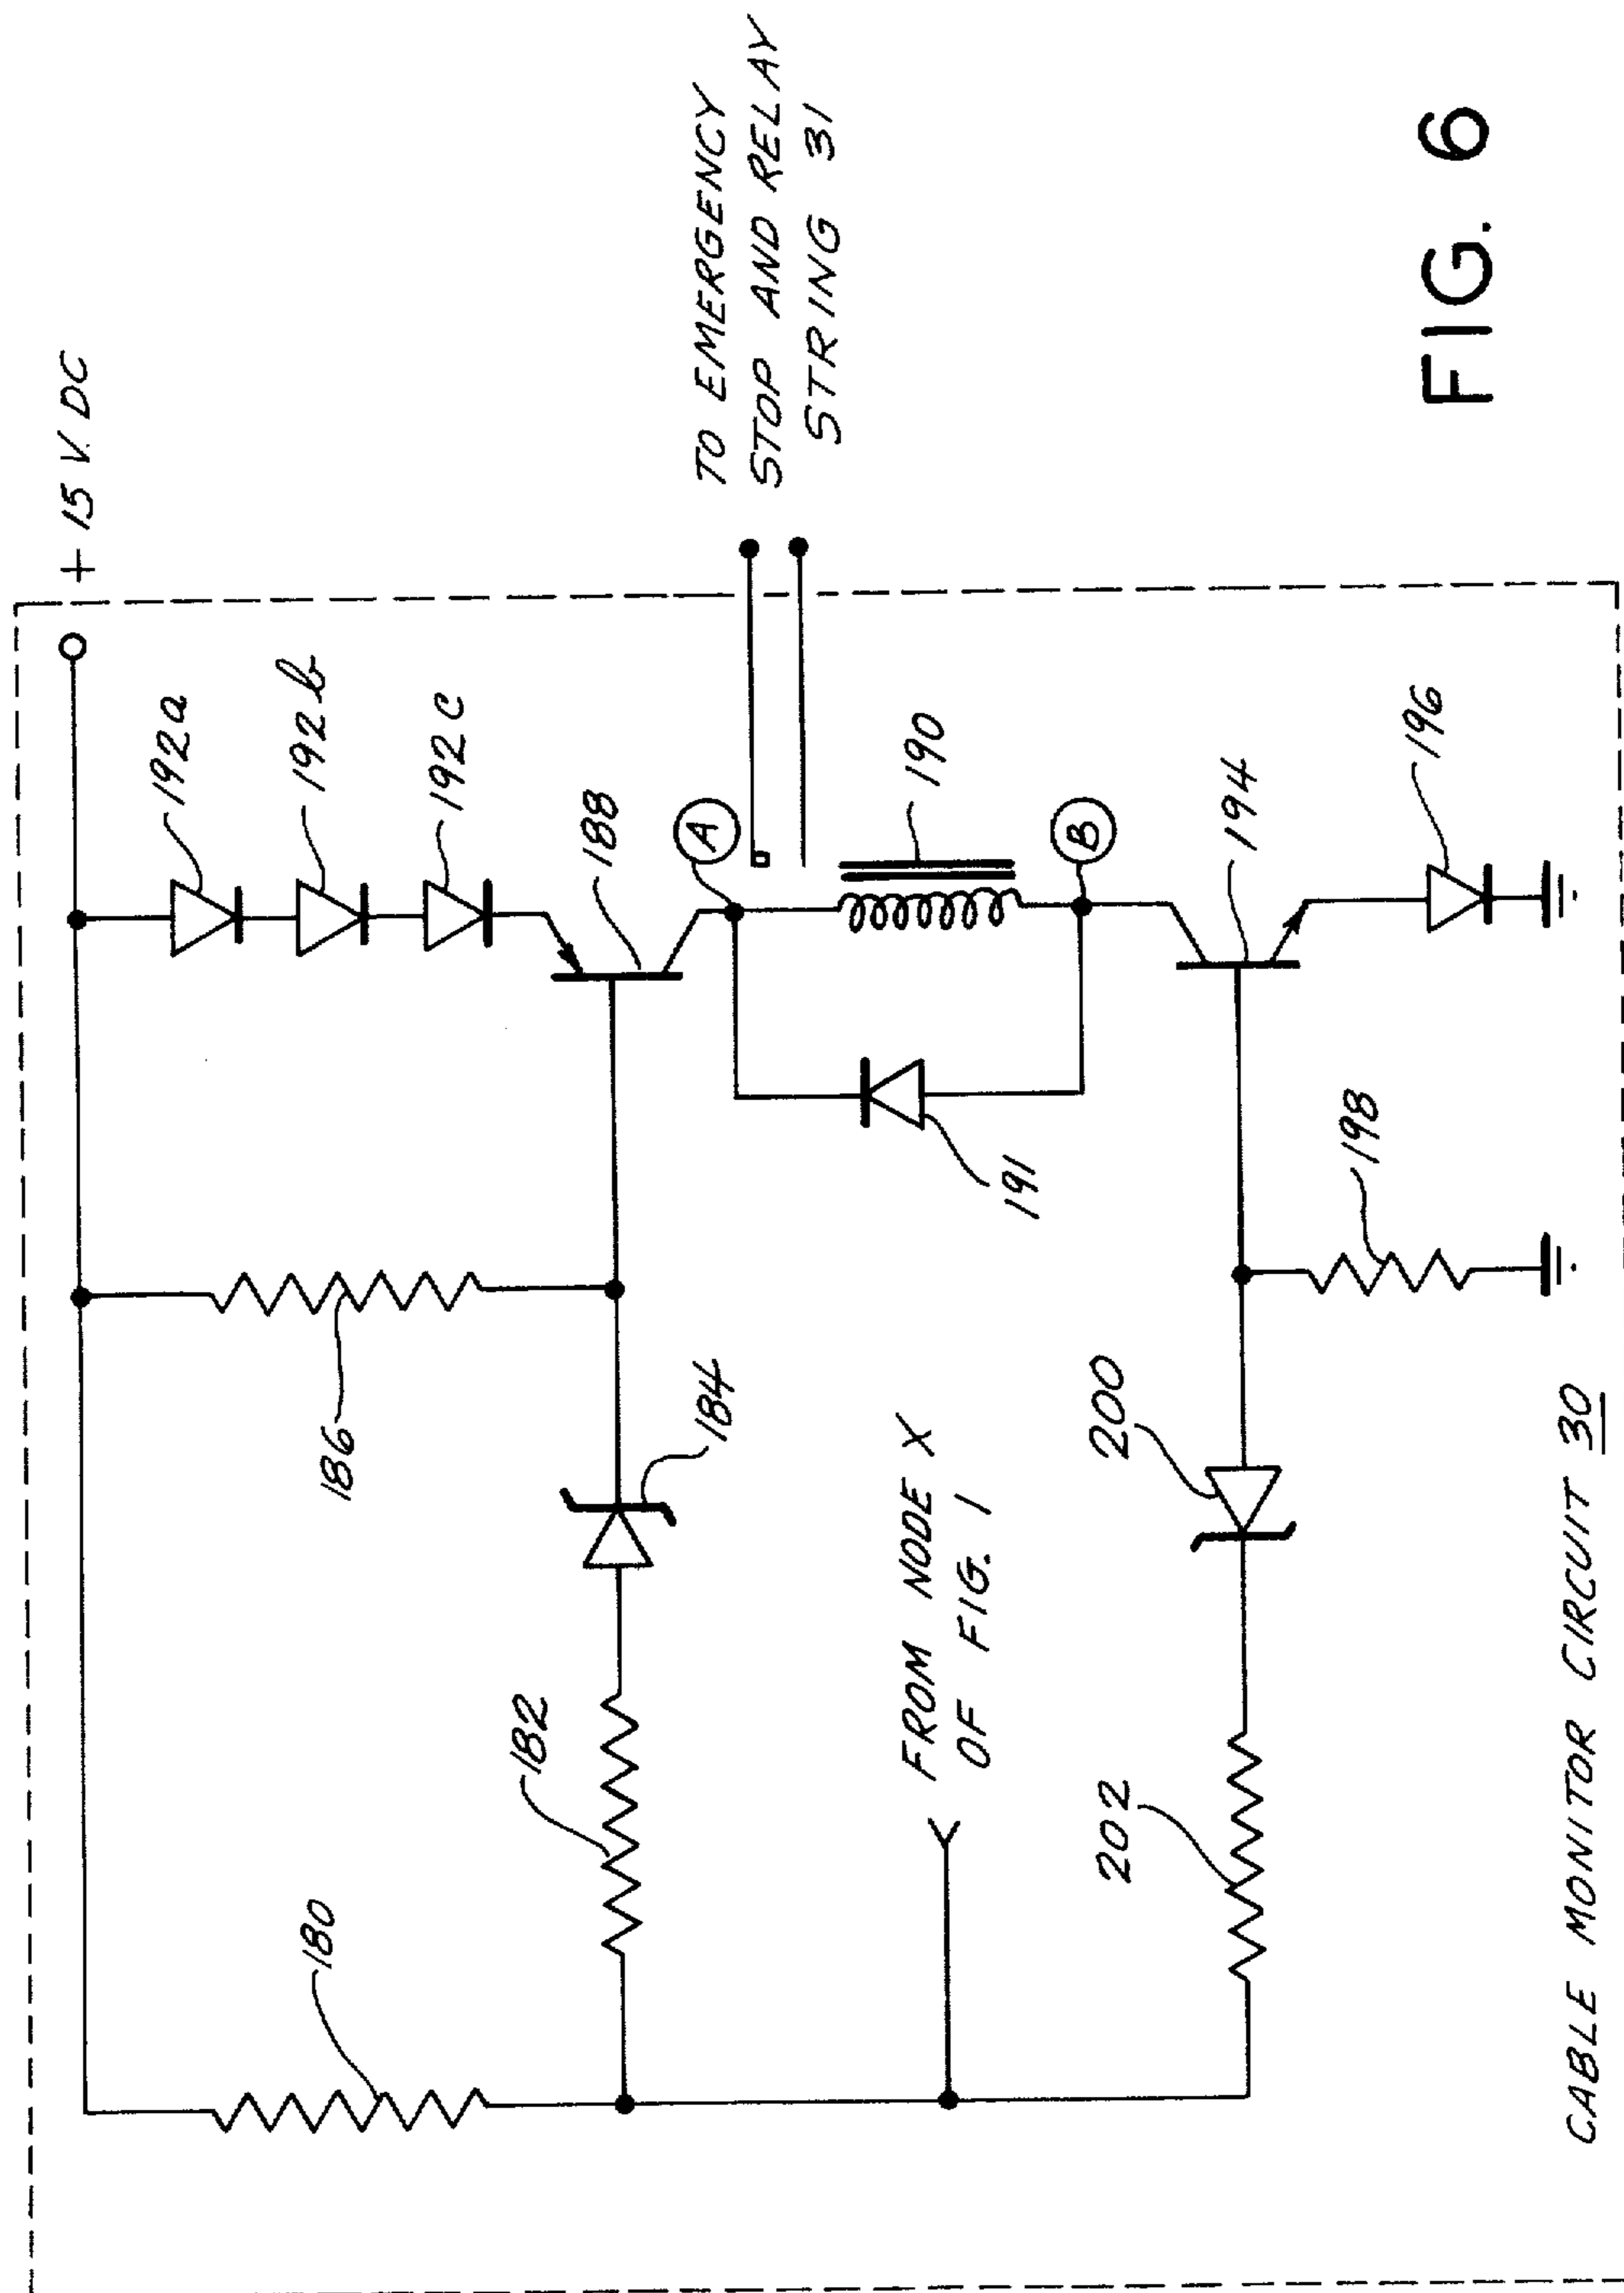 + 15 V. DC
192a
192b
192c
180
186
182
184
188
A
TO EMERGENCY
STOP AND RELAY
STRING 31
191
190
B
FROM NODE X
OF FIG. 1
202
200
198
194
196
CABLE MONITOR CIRCUIT 30
FIG. 6